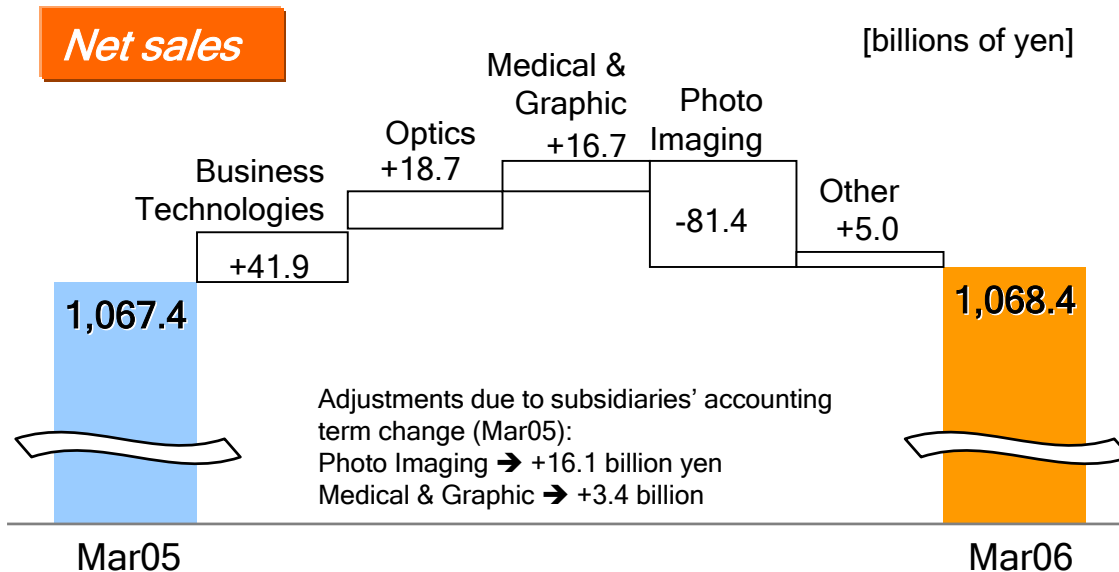 Net sales
[billions of yen]
Medical &
Graphic
+16.7
Photo
Imaging
Optics
+18.7
Business
Technologies
Other
+5.0
-81.4
+41.9
1,067.4
1,068.4
Adjustments due to subsidiaries’ accounting
term change (Mar05):
Photo Imaging ➔ +16.1 billion yen
Medical & Graphic ➔ +3.4 billion
Mar05
Mar06